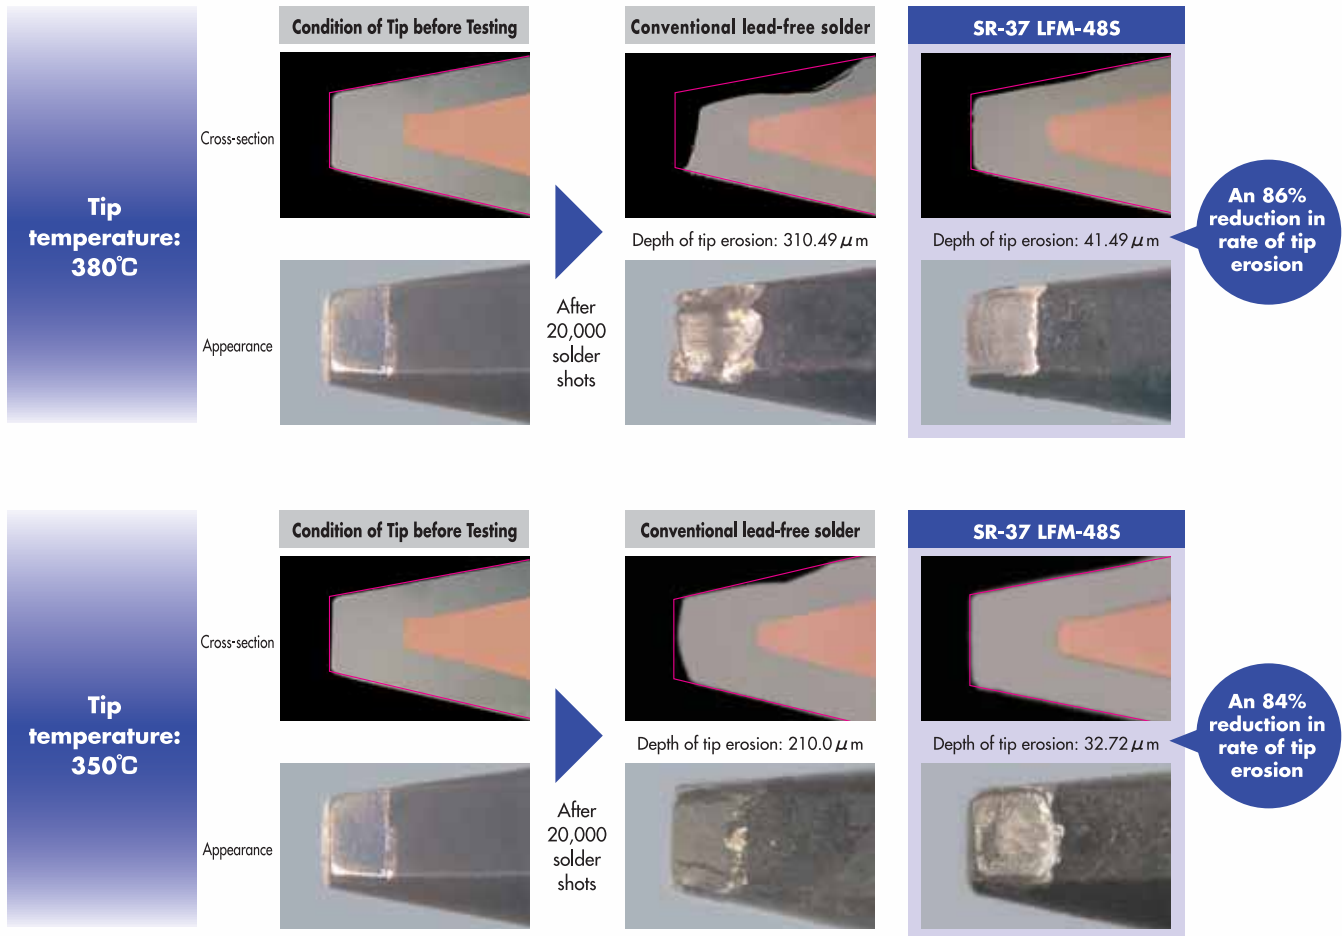 Condition of Tip before Testing
Conventional lead-free solder
SR-37 LFM-48S
Tip
temperature:
380℃
Cross-section
Depth of tip erosion: 310.49 μm
Depth of tip erosion: 41.49 μm
An 86%
reduction in
rate of tip
erosion
Appearance
After
20,000
solder
shots
Condition of Tip before Testing
Conventional lead-free solder
SR-37 LFM-48S
Tip
temperature:
350℃
Cross-section
Depth of tip erosion: 210.0 μm
Depth of tip erosion: 32.72 μm
An 84%
reduction in
rate of tip
erosion
Appearance
After
20,000
solder
shots